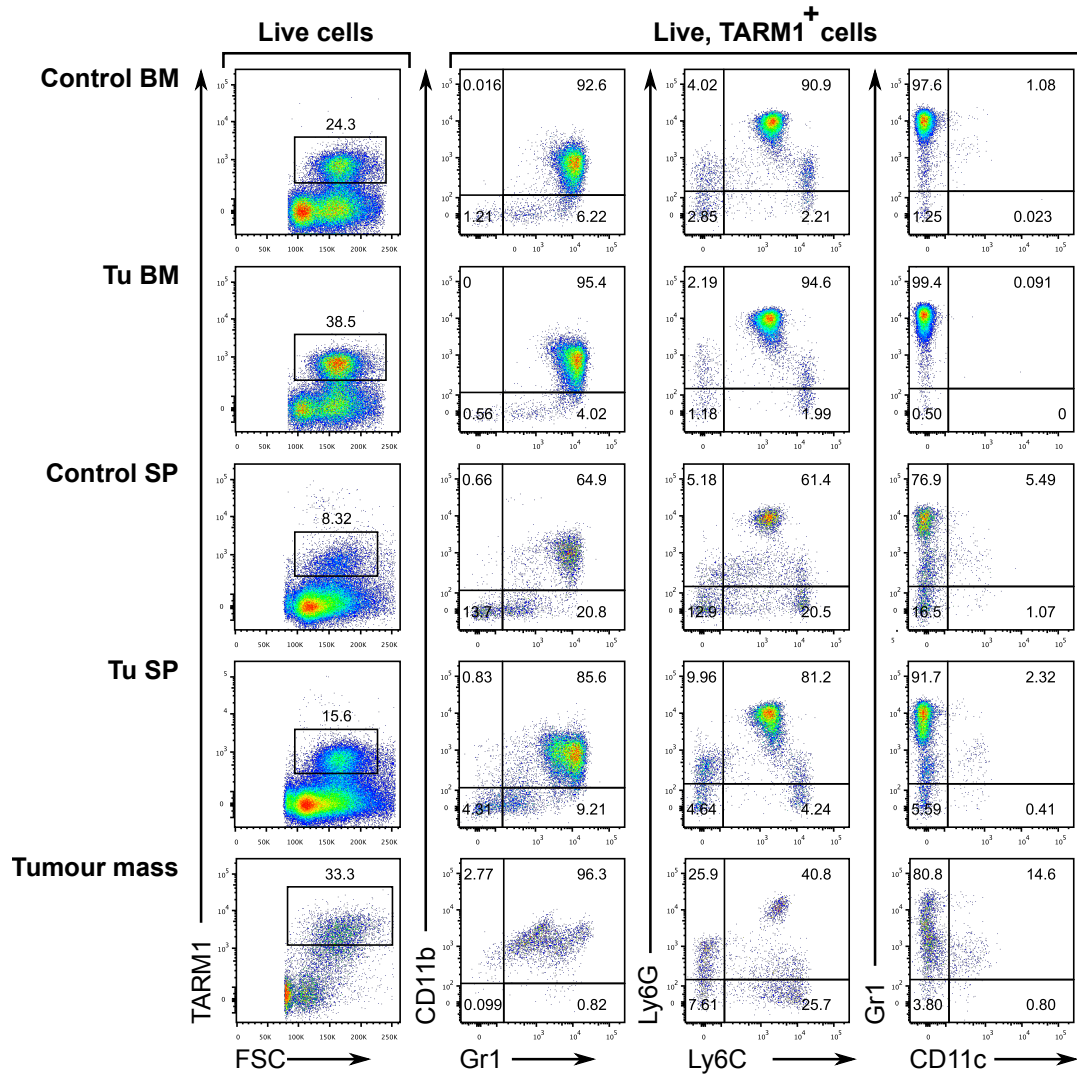 Live cells
Live, TARM1+ cells
Control BM
24.3
0.016 92.6
1.21 6.22
4.02 90.9
2.85 2.21
97.6 1.08
1.25 0.023
Tu BM
38.5
0 95.4
0.56 4.02
2.19 94.6
1.18 1.99
99.4 0.091
0.50 0
Control SP
8.32
0.66 64.9
13.7 20.8
5.18 61.4
12.9 20.5
76.9 5.49
16.5 1.07
Tu SP
15.6
0.83 85.6
4.31 9.21
9.96 81.2
4.64 4.24
91.7 2.32
5.59 0.41
Tumour mass
33.3
2.77 96.3
0.099 0.82
25.9 40.8
7.61 25.7
80.8 14.6
3.80 0.80
TARM1
CD11b
Ly6G
Gr1
FSC
Gr1
Ly6C
CD11c